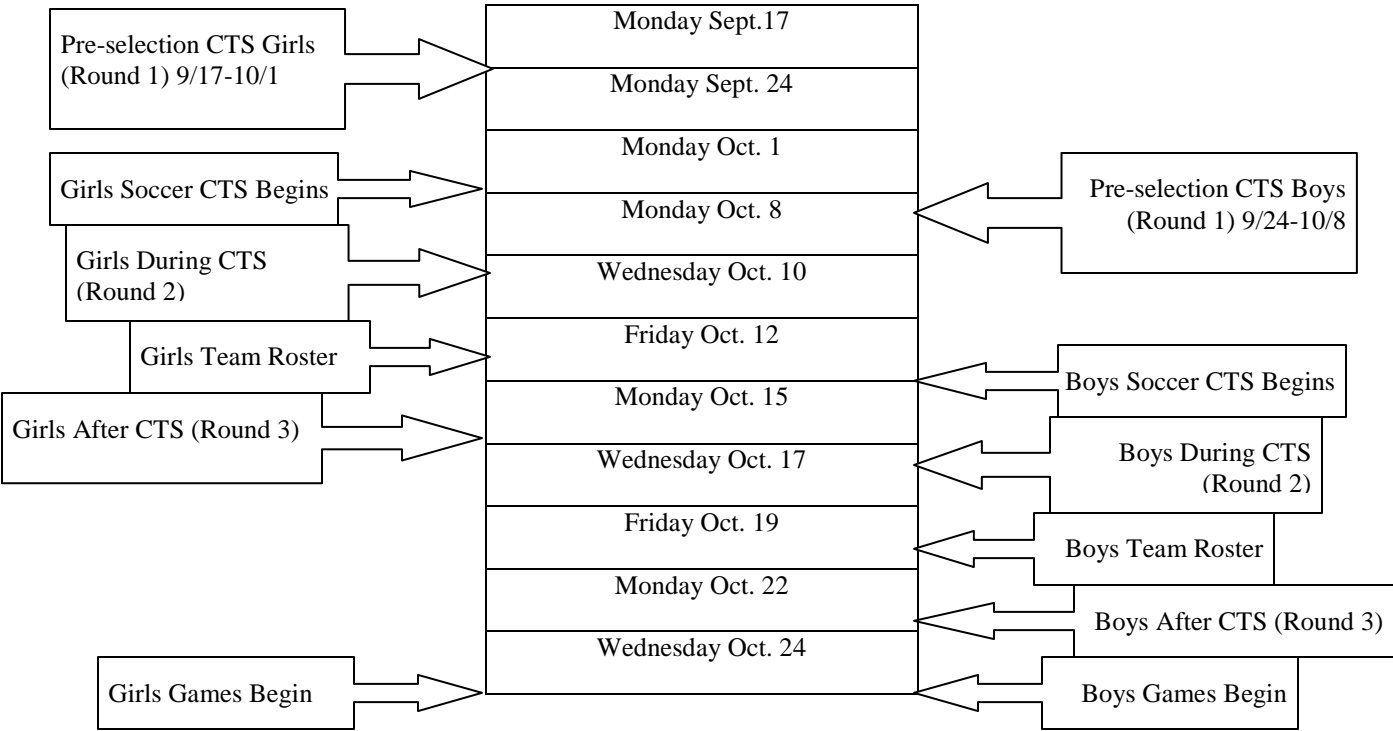 Monday Sept.17
Pre-selection CTS Girls
(Round 1) 9/17-10/1
Monday Sept. 24
Monday Oct. 1
Girls Soccer CTS Begins
Pre-selection CTS Boys
(Round 1) 9/24-10/8
Monday Oct. 8
Girls During CTS
(Round 2)
Wednesday Oct. 10
Friday Oct. 12
Girls Team Roster
Boys Soccer CTS Begins
Monday Oct. 15
Girls After CTS (Round 3)
Wednesday Oct. 17
Boys During CTS
(Round 2)
Friday Oct. 19
Boys Team Roster
Monday Oct. 22
Boys After CTS (Round 3)
Wednesday Oct. 24
Girls Games Begin
Boys Games Begin